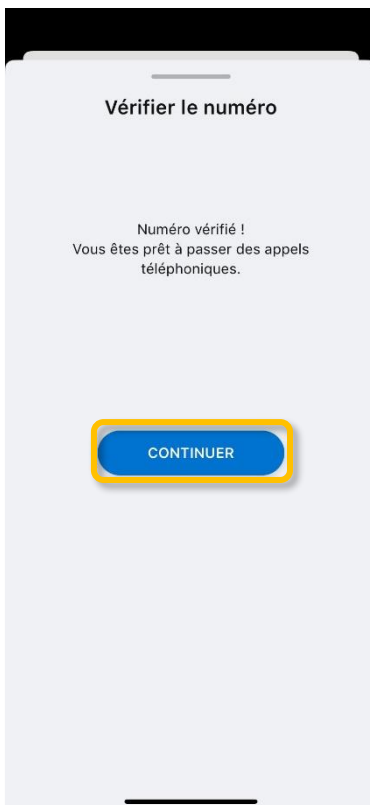 Vérifier le numéro
Numéro vérifié !
Vous êtes prêt à passer des appels
téléphoniques.
CONTINUER